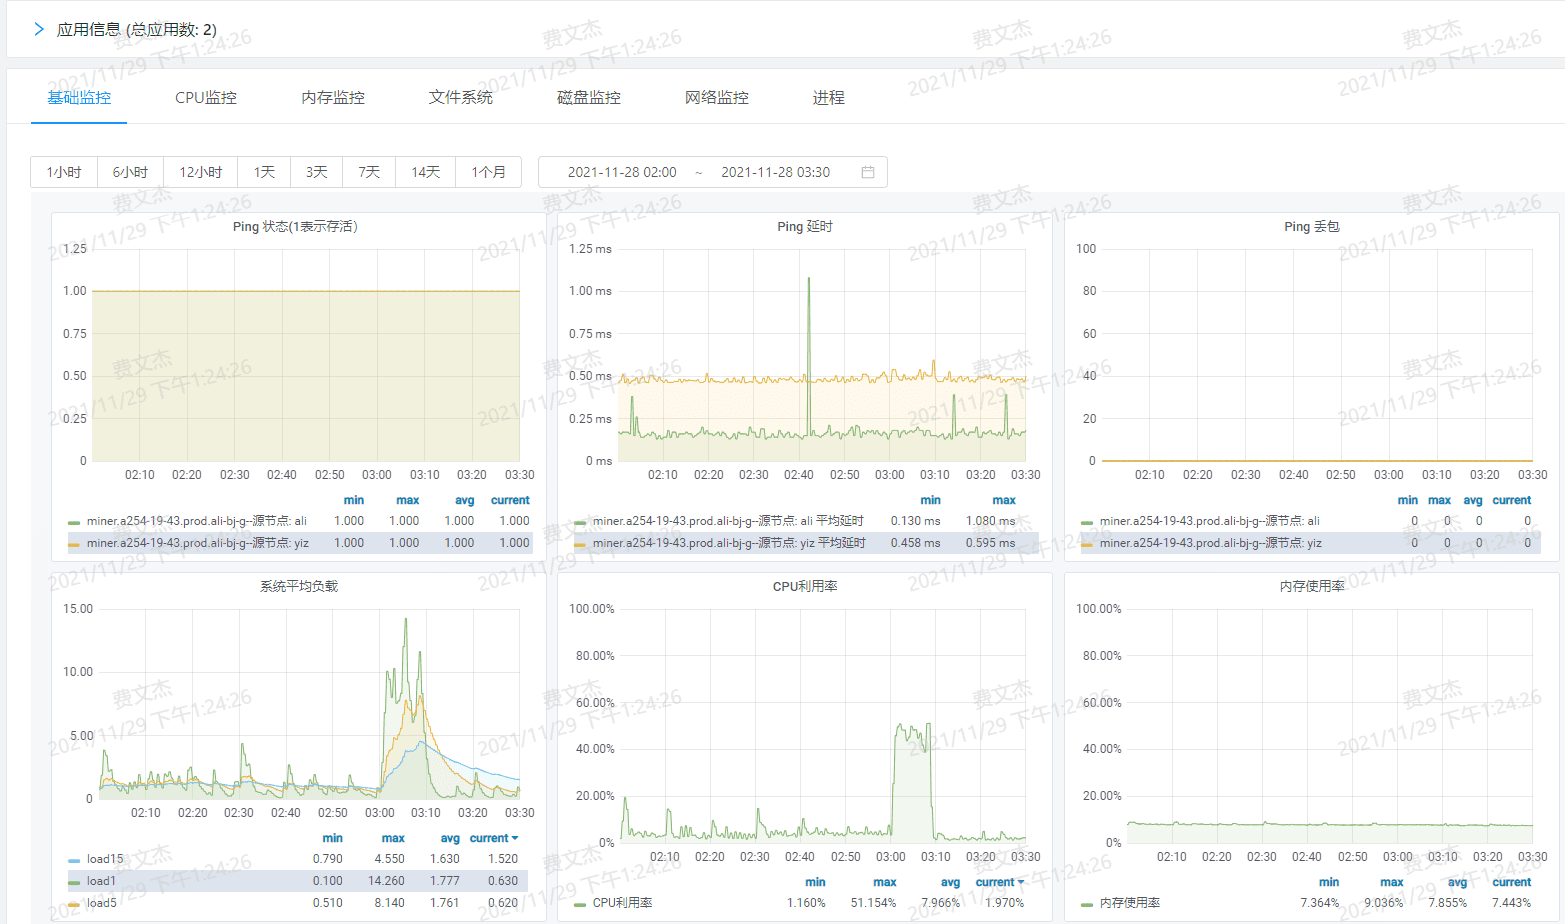 应用信息 (总应用数: 2)
基础监控 CPU监控 内存监控 文件系统 磁盘监控 网络监控 进程
1小时 6小时 12小时 1天 3天 7天 14天 1个月 2021-11-28 02:00 ~ 2021-11-28 03:30
Ping 状态(1表示存活)
1.25
1.00
0.75
0.50
0.25
0
02:10 02:20 02:30 02:40 02:50 03:00 03:10 03:20 03:30
min max avg current
miner.a254-19-43.prod.ali-bj-g--源节点: ali 1.000 1.000 1.000 1.000
miner.a254-19-43.prod.ali-bj-g--源节点: yiz 1.000 1.000 1.000 1.000
Ping 延时
1.25 ms
1.00 ms
0.75 ms
0.50 ms
0.25 ms
0 ms
02:10 02:20 02:30 02:40 02:50 03:00 03:10 03:20 03:30
min max
miner.a254-19-43.prod.ali-bj-g--源节点: ali 平均延时 0.130 ms 1.080 ms
miner.a254-19-43.prod.ali-bj-g--源节点: yiz 平均延时 0.458 ms 0.595 ms
Ping 丢包
100
80
60
40
20
0
02:10 02:20 02:30 02:40 02:50 03:00 03:10 03:20 03:30
min max avg current
miner.a254-19-43.prod.ali-bj-g--源节点: ali 0 0 0 0
miner.a254-19-43.prod.ali-bj-g--源节点: yiz 0 0 0 0
系统平均负载
15.00
10.00
5.00
0
02:10 02:20 02:30 02:40 02:50 03:00 03:10 03:20 03:30
min max avg current
load15 0.790 4.550 1.630 1.520
load1 0.100 14.260 1.777 0.630
load5 0.510 8.140 1.761 0.620
CPU利用率
100.00%
80.00%
60.00%
40.00%
20.00%
0%
02:10 02:20 02:30 02:40 02:50 03:00 03:10 03:20 03:30
min max avg current
CPU利用率 1.160% 51.154% 7.966% 1.970%
内存使用率
100.00%
80.00%
60.00%
40.00%
20.00%
0%
02:10 02:20 02:30 02:40 02:50 03:00 03:10 03:20 03:30
min max avg current
内存使用率 7.364% 9.036% 7.855% 7.443%
费文杰
2021/11/29 下午1:24:26